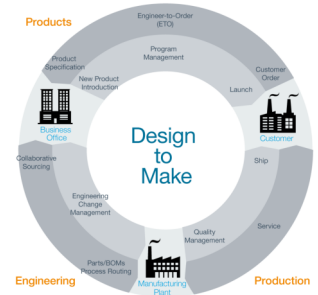 Products
Engineer-to-Order
(ETO)
Program
Management
Product
Specification
New Product
Introduction
Customer
Order
Launch
Business
Office
Design
to
Make
Customer
Collaborative
Sourcing
Ship
Engineering
Change
Management
Quality
Management
Service
Parts/BOMs
Process Routing
Engineering
Manufacturing
Plant
Production